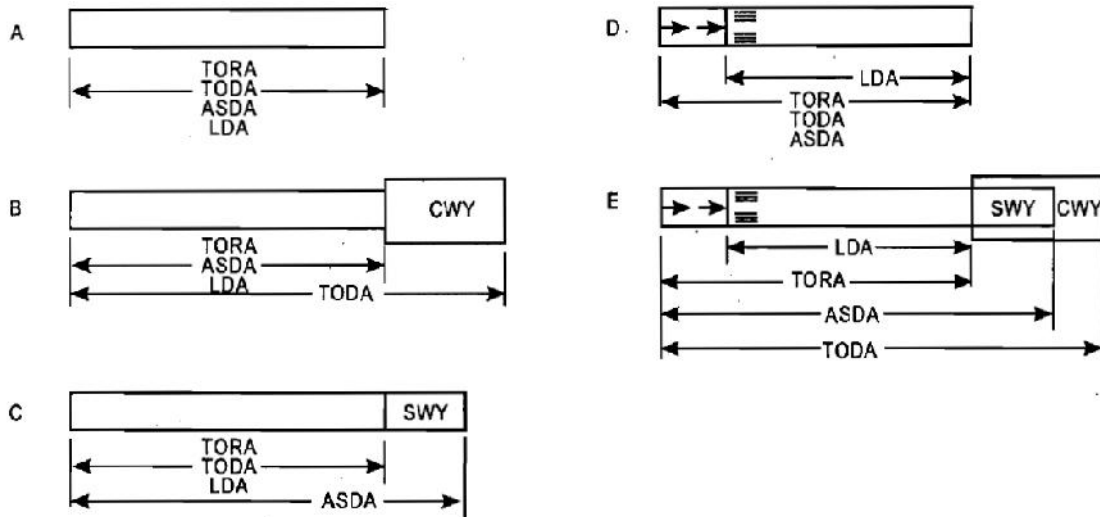 A
TORA
TODA
ASDA
LDA
B
CWY
TORA
ASDA
LDA
TODA
C
SWY
TORA
TODA
LDA
ASDA
D
LDA
TORA
TODA
ASDA
E
SWY CWY
LDA
TORA
ASDA
TODA